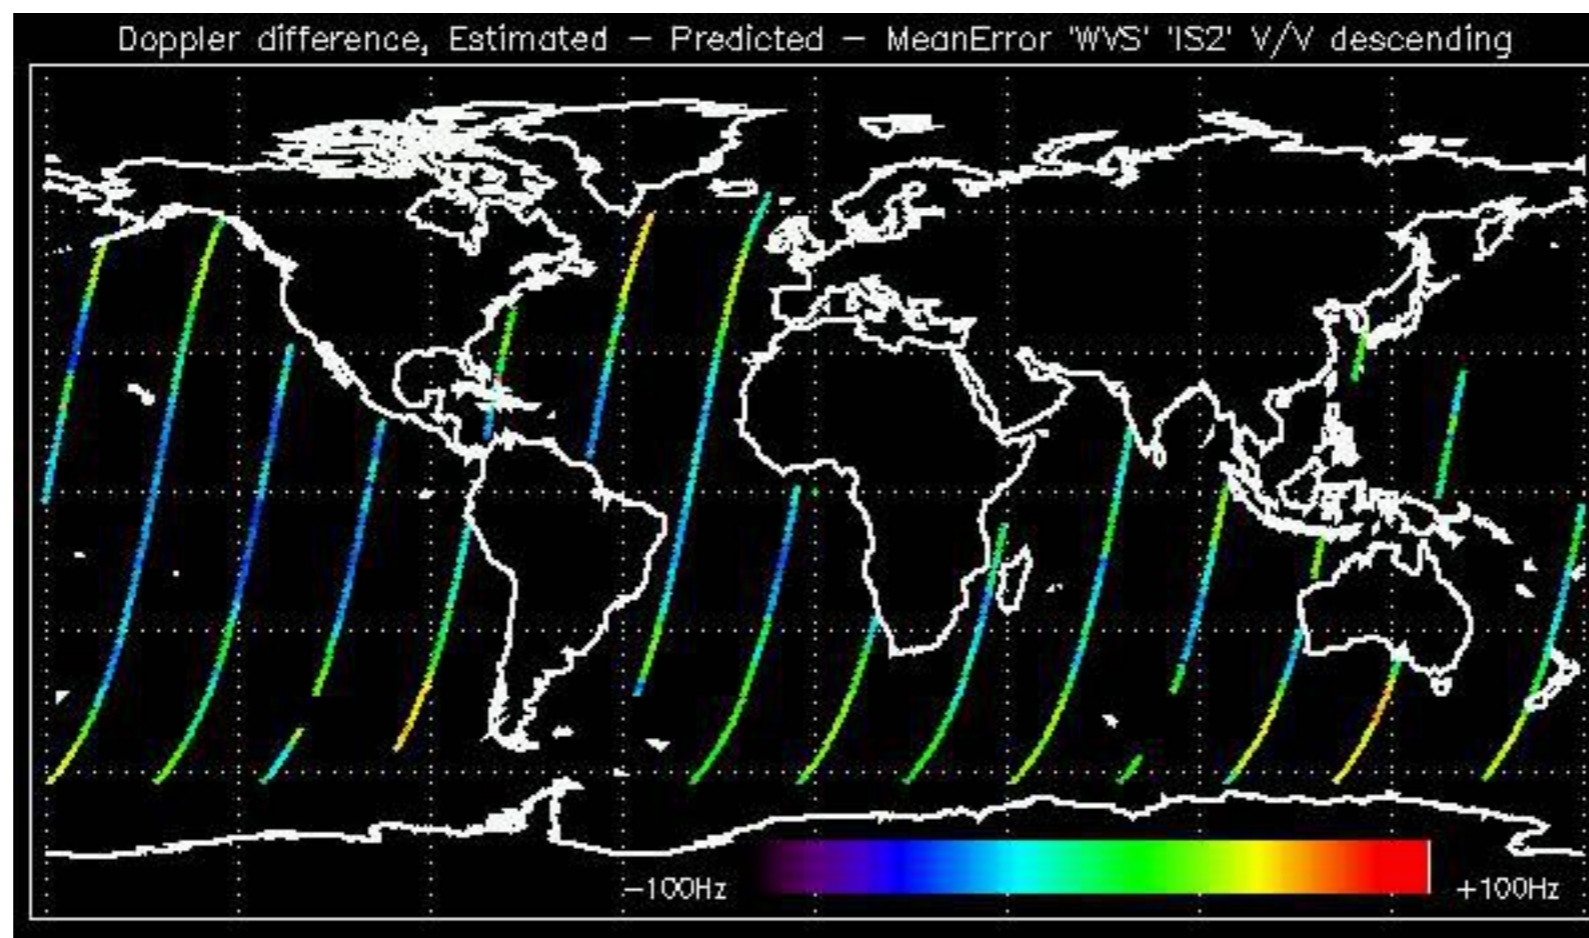 Doppler difference, Estimated - Predicted - MeanError 'WVS' 'IS2' V/V descending
-100Hz
+100Hz